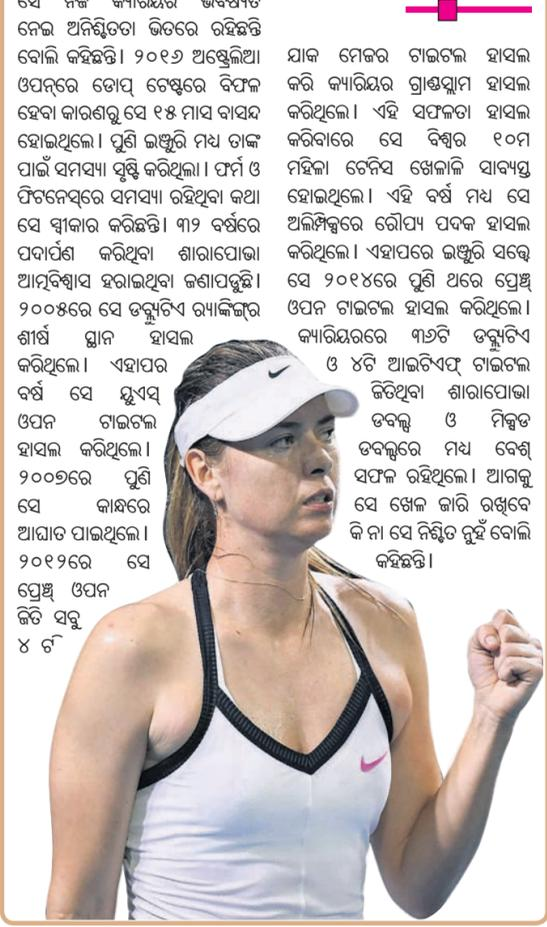 ସେ ନିଜ କ୍ୟାରିୟର ଭବିଷ୍ୟତ
ନେଇ ଅନିଶ୍ଚିତତା ଭିତରେ ରହିଛନ୍ତି
ବୋଲି କହିଛନ୍ତି। ୨୦୧୬ ଅଷ୍ଟ୍ରେଲିଆ
ଓପନ୍‌ରେ ଡୋପ୍ ଟେଷ୍ଟରେ ବିଫଳ
ହେବା କାରଣରୁ ସେ ୧୫ ମାସ ବାସନ୍ଦ
ହୋଇଥିଲେ। ପୁଣି ଇଞ୍ଜୁରି ମଧ୍ୟ ତାଙ୍କ
ପାଇଁ ସମସ୍ୟା ସୃଷ୍ଟି କରିଥିଲା। ଫର୍ମ ଓ
ଫିଟନେସ୍‌ରେ ସମସ୍ୟା ରହିଥିବା କଥା
ସେ ସ୍ୱୀକାର କରିଛନ୍ତି। ୩୨ ବର୍ଷରେ
ପଦାର୍ପଣ କରିଥିବା ଶାରାପୋଭା
ଆତ୍ମବିଶ୍ୱାସ ହରାଇଥିବା ଜଣାପଡୁଛି।
୨୦୦୫ରେ ସେ ଡବ୍ଲ୍ୟୁଟିଏ ର‍୍ୟାଙ୍କିଙ୍ଗ୍‌ର
ଶୀର୍ଷ ସ୍ଥାନ ହାସଲ
କରିଥିଲେ। ଏହାପର
ବର୍ଷ ସେ ୟୁଏସ୍
ଓପନ ଟାଇଟଲ
ହାସଲ କରିଥିଲେ।
୨୦୦୭ରେ ପୁଣି
ସେ କାନ୍ଧରେ
ଆଘାତ ପାଇଥିଲେ।
୨୦୧୨ରେ ସେ
ଫ୍ରେଞ୍ଚ୍ ଓପନ
ଜିତି ସବୁ
୪ ଟି
ଯାକ ମେଜର ଟାଇଟଲ ହାସଲ
କରି କ୍ୟାରିୟର ଗ୍ରାଣ୍ଡସ୍ଲାମ ହାସଲ
କରିଥିଲେ। ଏହି ସଫଳତା ହାସଲ
କରିବାରେ ସେ ବିଶ୍ୱର ୧୦ମ
ମହିଳା ଟେନିସ ଖେଳାଳି ସାବ୍ୟସ୍ତ
ହୋଇଥିଲେ। ଏହି ବର୍ଷ ମଧ୍ୟ ସେ
ଅଲିମ୍ପିକ୍ସରେ ରୌପ୍ୟ ପଦକ ହାସଲ
କରିଥିଲେ। ଏହାପରେ ଇଞ୍ଜୁରି ସତ୍ତ୍ୱେ
ସେ ୨୦୧୪ରେ ପୁଣି ଥରେ ଫ୍ରେଞ୍ଚ୍
ଓପନ ଟାଇଟଲ ହାସଲ କରିଥିଲେ।
କ୍ୟାରିୟରରେ ୩୬ଟି ଡବ୍ଲ୍ୟୁଟିଏ
ଓ ୪ଟି ଆଇଟିଏଫ୍ ଟାଇଟଲ
ଜିତିଥିବା ଶାରାପୋଭା
ଡବଲ୍ସ ଓ ମିକ୍ସଡ
ଡବଲ୍ସରେ ମଧ୍ୟ ବେଶ୍
ସଫଳ ରହିଥିଲେ। ଆଗକୁ
ସେ ଖେଳ ଜାରି ରଖିବେ
କି ନା ସେ ନିଶ୍ଚିତ ନୁହଁ ବୋଲି
କହିଛନ୍ତି।